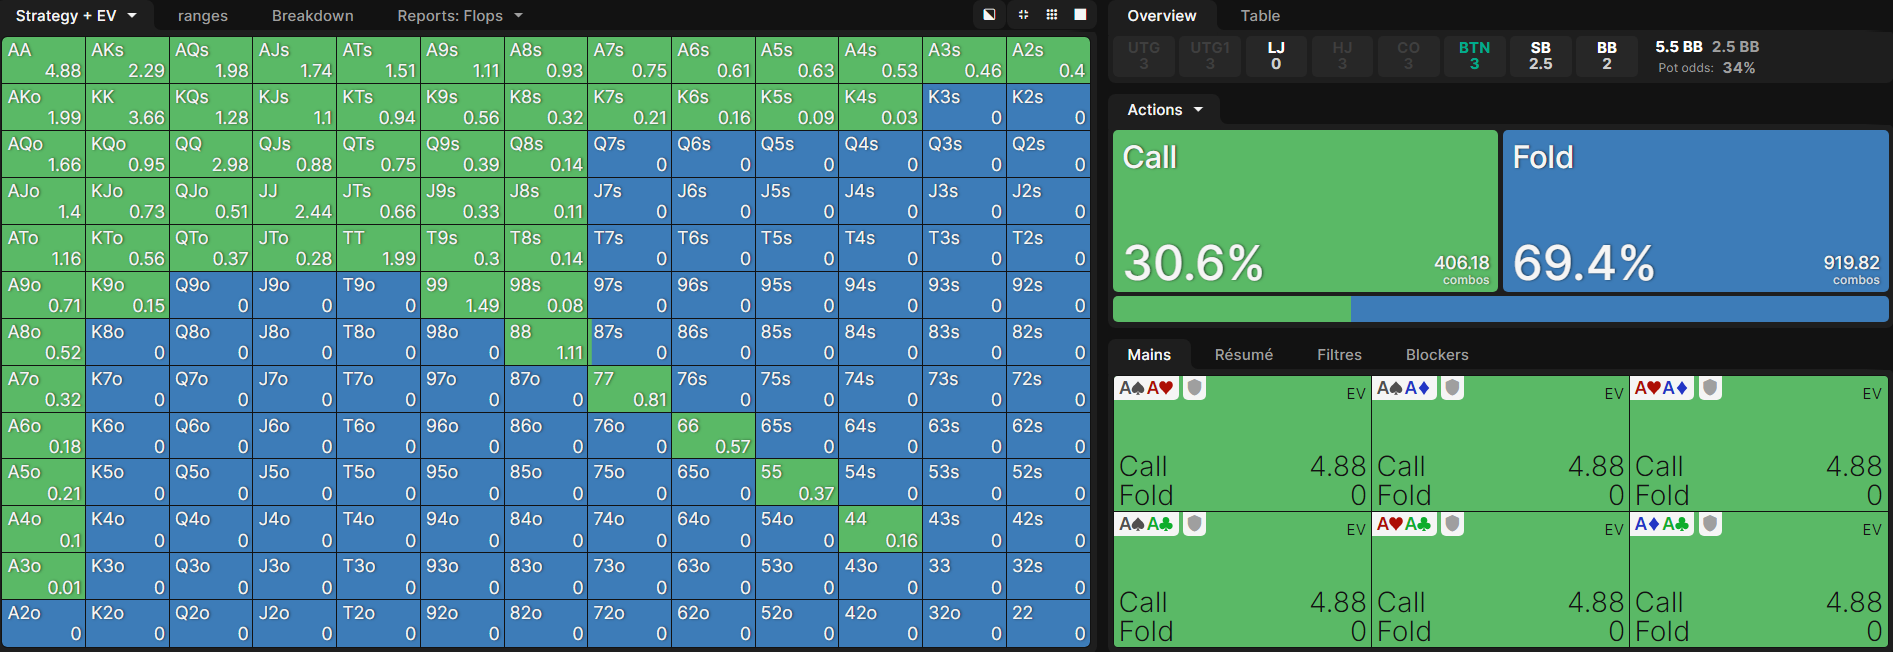 Strategy + EV ranges Breakdown Reports: Flops
AA AKs AQs AJs ATs A9s A8s A7s A6s A5s A4s A3s A2s
4.88 2.29 1.98 1.74 1.51 1.11 0.93 0.75 0.61 0.63 0.53 0.46 0.4
AKo KK KQs KJs KTs K9s K8s K7s K6s K5s K4s K3s K2s
1.99 3.66 1.28 1.1 0.94 0.56 0.32 0.21 0.16 0.09 0.03 0 0
AQo KQo QQ QJs QTs Q9s Q8s Q7s Q6s Q5s Q4s Q3s Q2s
1.66 0.95 2.98 0.88 0.75 0.39 0.14 0 0 0 0 0 0
AJo KJo QJo JJ JTs J9s J8s J7s J6s J5s J4s J3s J2s
1.4 0.73 0.51 2.44 0.66 0.33 0.11 0 0 0 0 0 0
ATo KTo QTo JTo TT T9s T8s T7s T6s T5s T4s T3s T2s
1.16 0.56 0.37 0.28 1.99 0.3 0.14 0 0 0 0 0 0
A9o K9o Q9o J9o T9o 99 98s 97s 96s 95s 94s 93s 92s
0.71 0.15 0 0 0 1.49 0.08 0 0 0 0 0 0
A8o K8o Q8o J8o T8o 98o 88 87s 86s 85s 84s 83s 82s
0.52 0 0 0 0 0 1.11 0 0 0 0 0 0
A7o K7o Q7o J7o T7o 97o 87o 77 76s 75s 74s 73s 72s
0.32 0 0 0 0 0 0 0.81 0 0 0 0 0
A6o K6o Q6o J6o T6o 96o 86o 76o 66 65s 64s 63s 62s
0.18 0 0 0 0 0 0 0 0.57 0 0 0 0
A5o K5o Q5o J5o T5o 95o 85o 75o 65o 55 54s 53s 52s
0.21 0 0 0 0 0 0 0 0 0.37 0 0 0
A4o K4o Q4o J4o T4o 94o 84o 74o 64o 54o 44 43s 42s
0.1 0 0 0 0 0 0 0 0 0 0.16 0 0
A3o K3o Q3o J3o T3o 93o 83o 73o 63o 53o 43o 33 32s
0.01 0 0 0 0 0 0 0 0 0 0 0 0
A2o K2o Q2o J2o T2o 92o 82o 72o 62o 52o 42o 32o 22
0 0 0 0 0 0 0 0 0 0 0 0 0
Overview Table
UTG UTG1 LJ HJ CO BTN SB BB 5.5 BB 2.5 BB
3 3 0 3 3 3 2.5 2 Pot odds: 34%
Actions
Call Fold
30.6% 406.18 combos 69.4% 919.82 combos
Mains Résumé Filtres Blockers
A♠A♥ EV A♠A♦ EV A♥A♦ EV
Call 4.88 Call 4.88 Call 4.88
Fold 0 Fold 0 Fold 0
A♠A♣ EV A♥A♣ EV A♦A♣ EV
Call 4.88 Call 4.88 Call 4.88
Fold 0 Fold 0 Fold 0